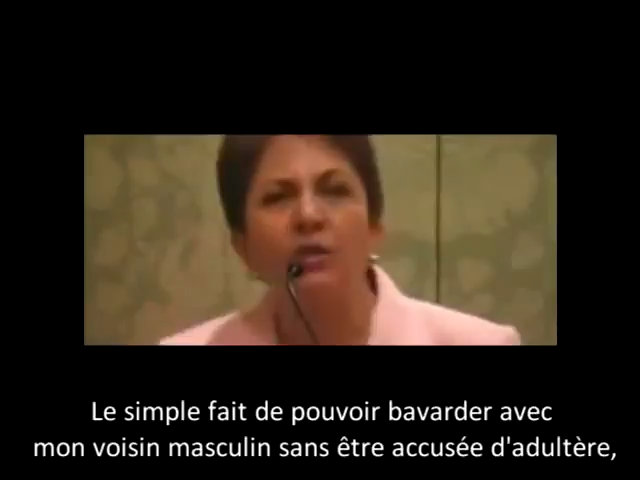 Le simple fait de pouvoir bavarder avec
mon voisin masculin sans être accusée d'adultère,